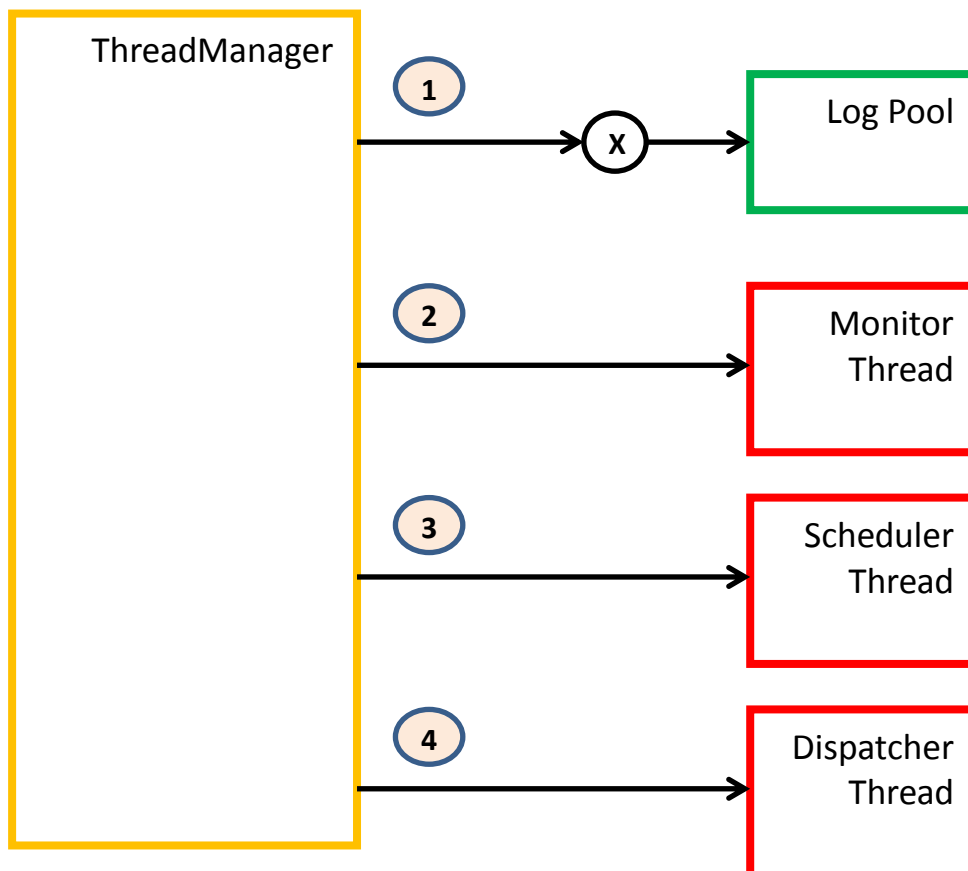 ThreadManager
1
X
Log Pool
2
Monitor
Thread
3
Scheduler
Thread
4
Dispatcher
Thread